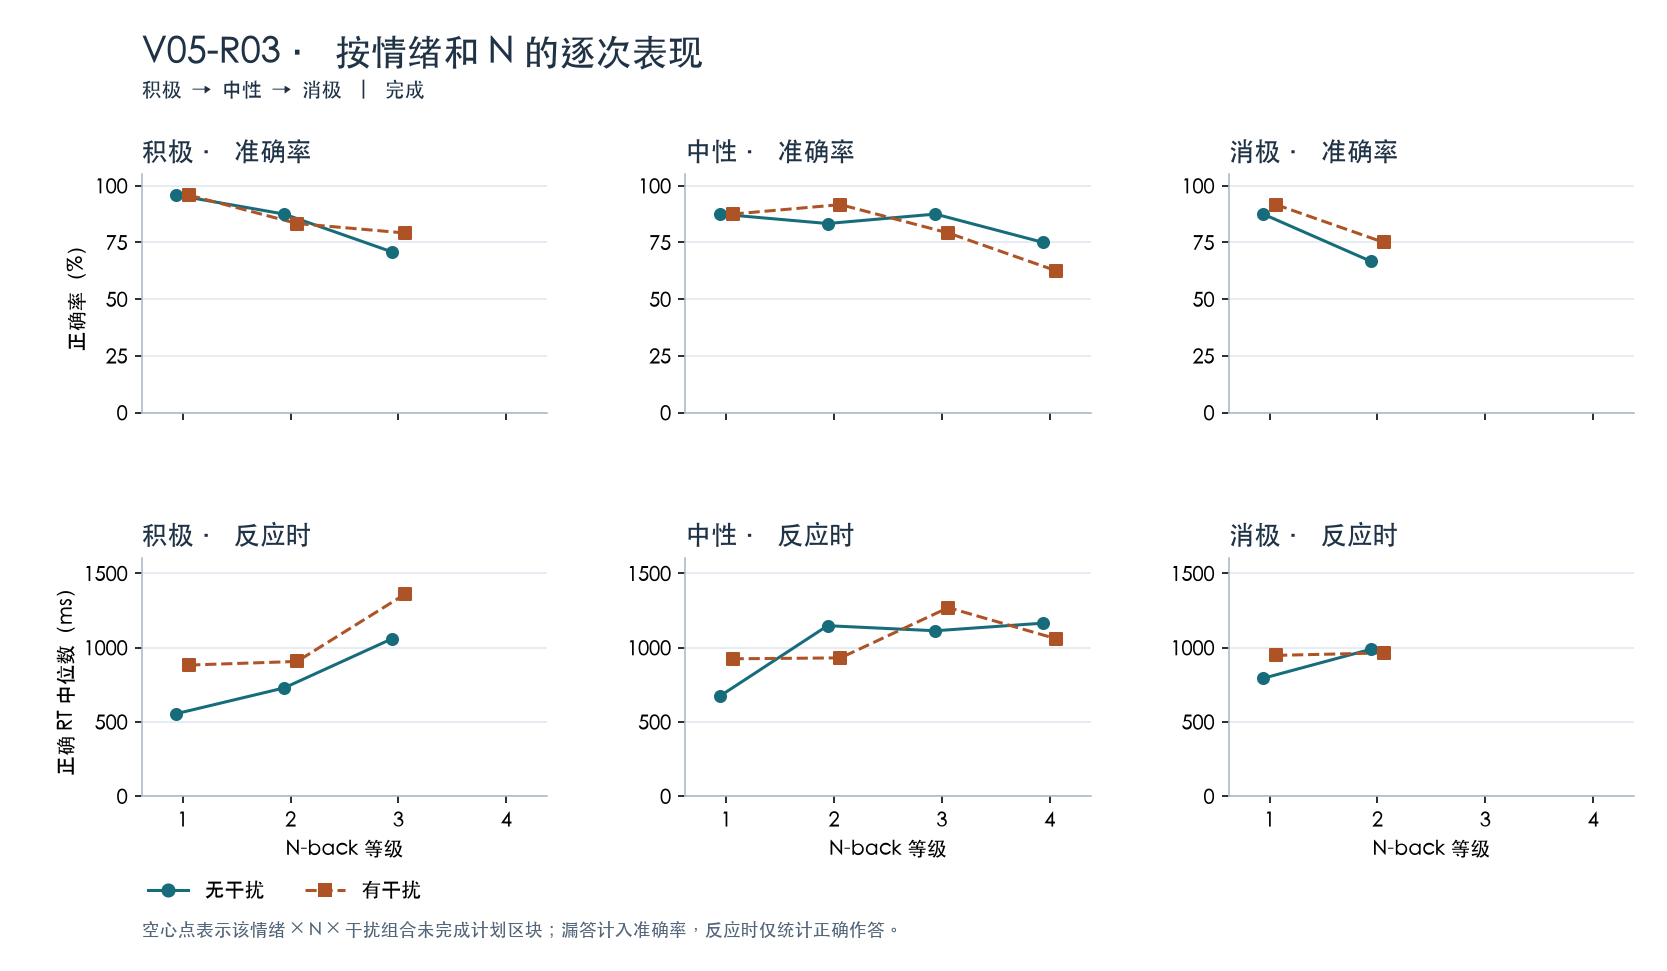 V05-R03 · 按情绪和 N 的逐次表现
积极 → 中性 → 消极 | 完成
积极 · 准确率
中性 · 准确率
消极 · 准确率
正确率 (%)
100
75
50
25
0
100
75
50
25
0
100
75
50
25
0
积极 · 反应时
中性 · 反应时
消极 · 反应时
正确 RT 中位数 (ms)
1500
1000
500
0
1500
1000
500
0
1500
1000
500
0
1 2 3 4
1 2 3 4
1 2 3 4
N-back 等级
N-back 等级
N-back 等级
无干扰
有干扰
空心点表示该情绪×N×干扰组合未完成计划区块；漏答计入准确率，反应时仅统计正确作答。